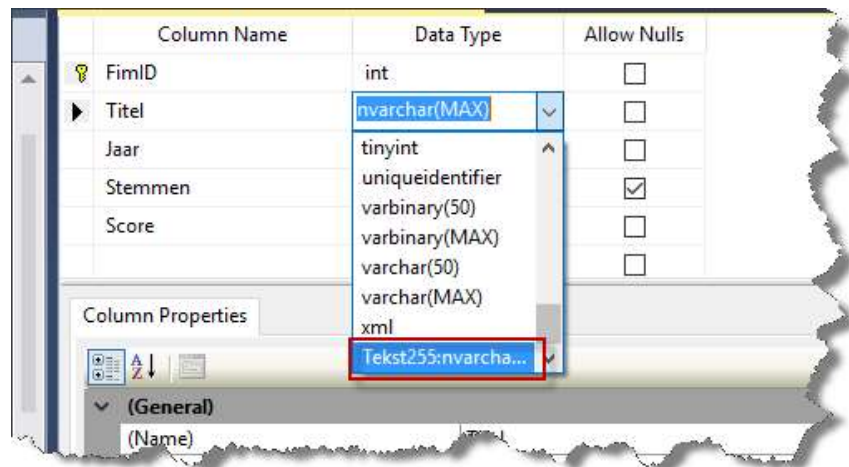 Column Name Data Type Allow Nulls
FimID int
Titel nvarchar(MAX)
Jaar tinyint
uniqueidentifier
Stemmen
varbinary(50)
Score varbinary(MAX)
varchar(50)
varchar(MAX)
Column Properties
xml
Tekst255:nvarcha...
(General)
(Name)